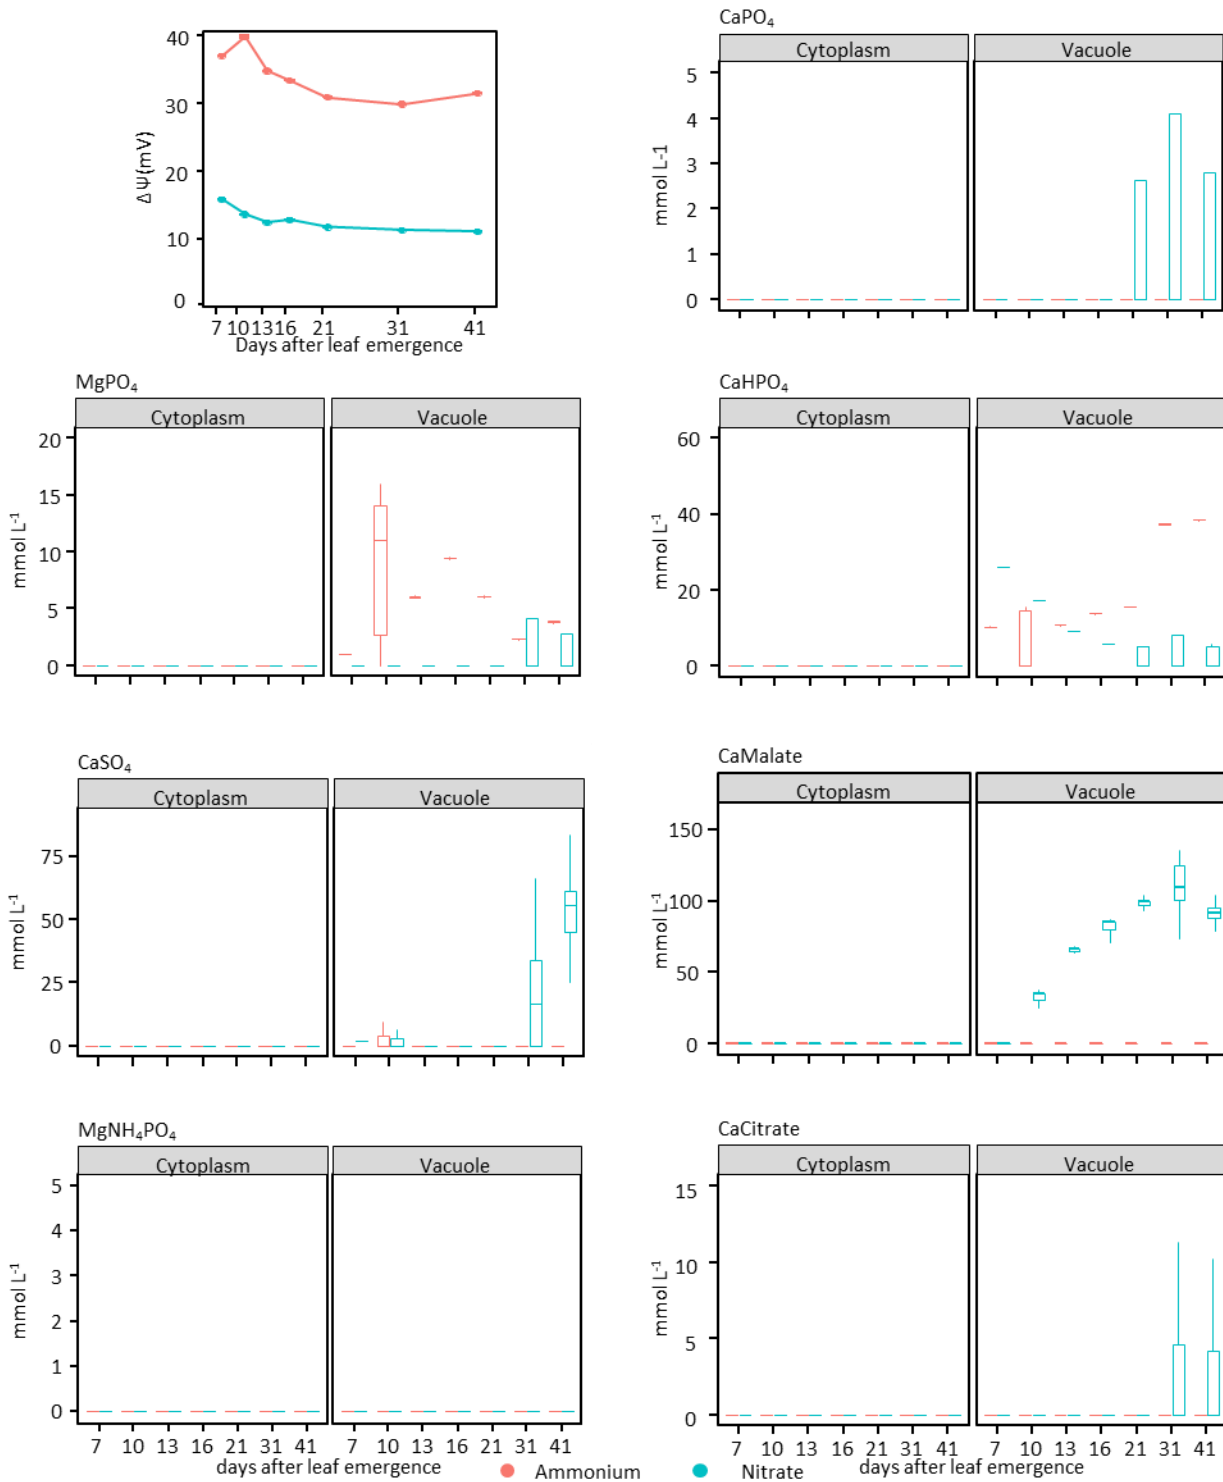 40
30
20
10
0
ΔΨ(mV)
7 10 13 16 21 31 41
Days after leaf emergence
CaPO₄
Cytoplasm Vacuole
5
4
3
2
1
0
mmol L-1
MgPO₄
Cytoplasm Vacuole
20
15
10
5
0
mmol L⁻¹
CaHPO₄
Cytoplasm Vacuole
60
40
20
0
mmol L⁻¹
CaSO₄
Cytoplasm Vacuole
75
50
25
0
mmol L⁻¹
CaMalate
Cytoplasm Vacuole
150
100
50
0
mmol L⁻¹
MgNH₄PO₄
Cytoplasm Vacuole
5
4
3
2
1
0
mmol L⁻¹
7 10 13 16 21 31 41 7 10 13 16 21 31 41
days after leaf emergence
CaCitrate
Cytoplasm Vacuole
15
10
5
0
mmol L⁻¹
7 10 13 16 21 31 41 7 10 13 16 21 31 41
days after leaf emergence
Ammonium Nitrate